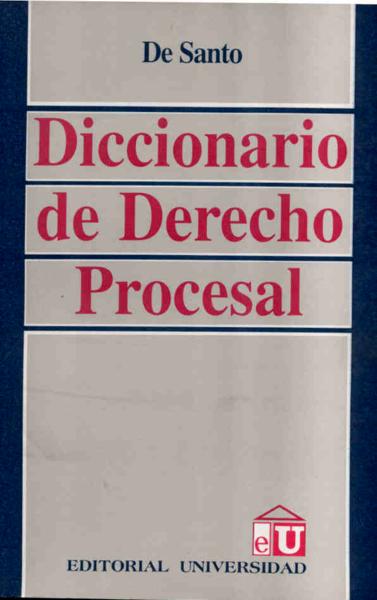 De Santo
Diccionario
de Derecho
Procesal
eU
EDITORIAL UNIVERSIDAD